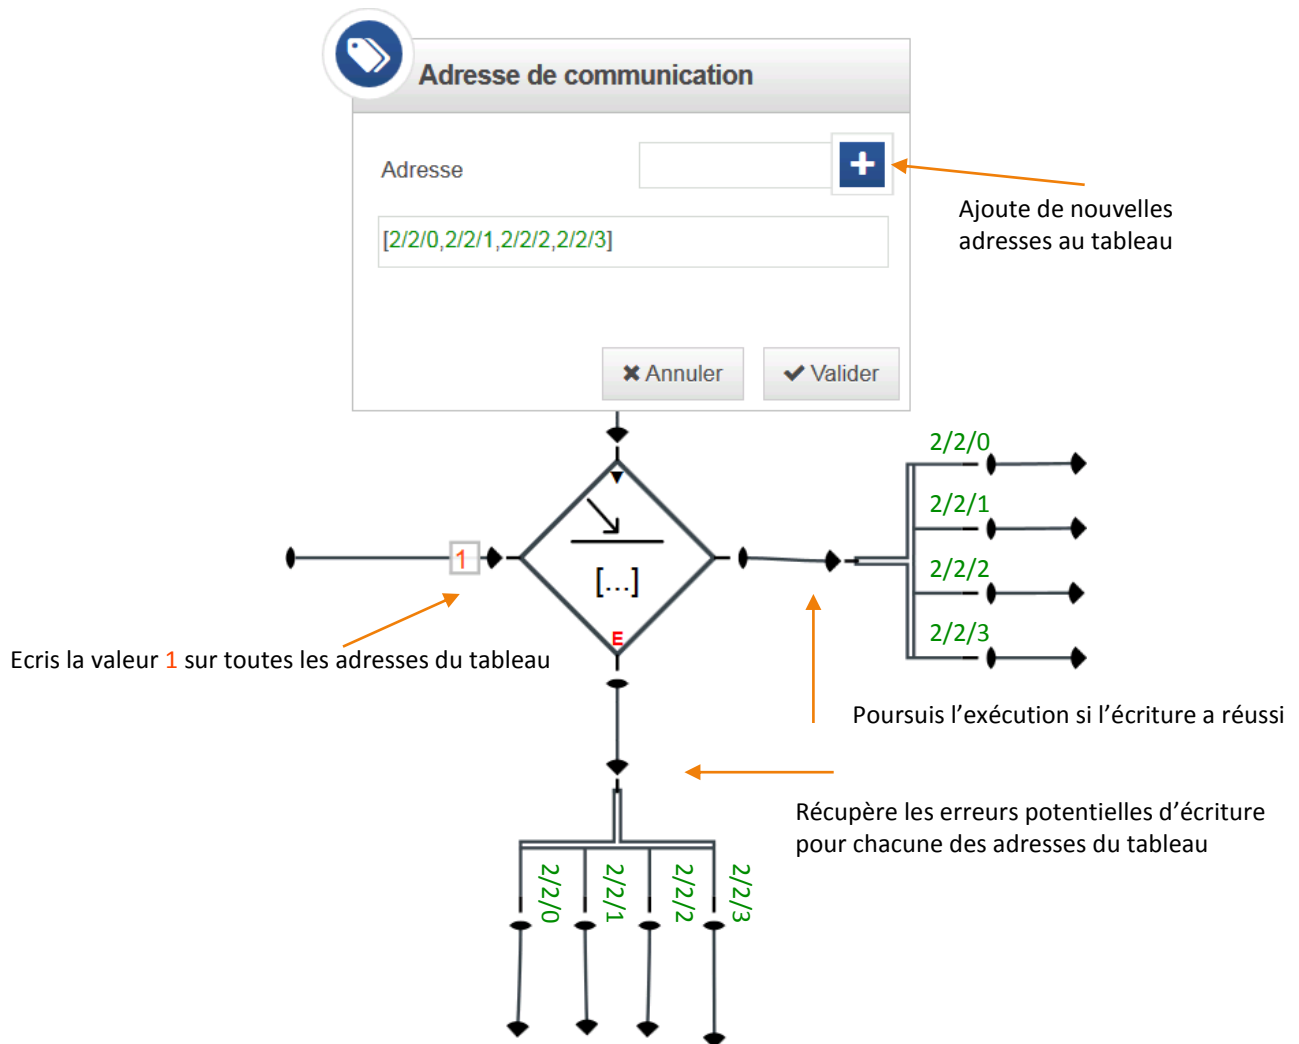 Adresse de communication
Adresse
Ajoute de nouvelles
adresses au tableau
[2/2/0,2/2/1,2/2/2,2/2/3]
Annuler
Valider
2/2/0
2/2/1
2/2/2
2/2/3
1
[...]
E
Ecris la valeur 1 sur toutes les adresses du tableau
Poursuis l’exécution si l’écriture a réussi
Récupère les erreurs potentielles d’écriture
pour chacune des adresses du tableau
2/2/0
2/2/1
2/2/2
2/2/3